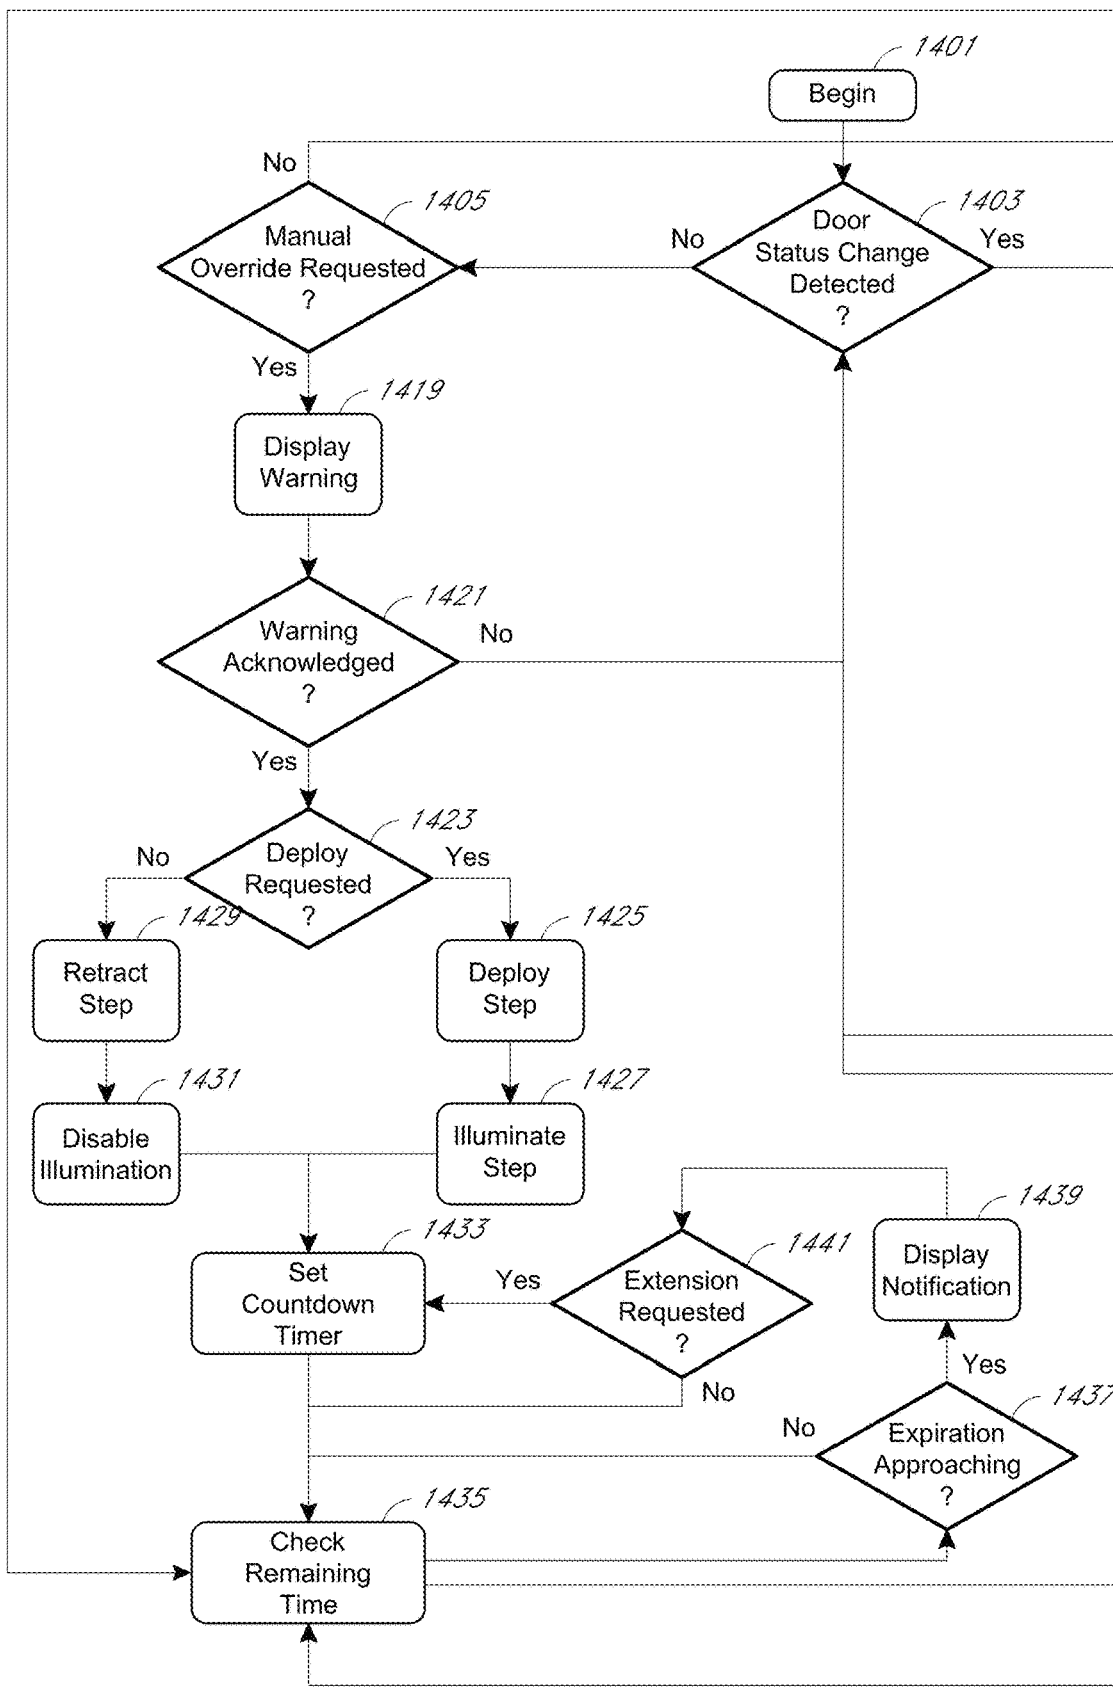 1401
Begin
No
1405
Manual
Override Requested
?
Yes
No
1403
Door
Status Change
Detected
?
Yes
1419
Display
Warning
1421
Warning
Acknowledged
?
No
Yes
1423
Deploy
Requested
?
No
Yes
1429
Retract
Step
1425
Deploy
Step
1431
Disable
Illumination
1427
Illuminate
Step
1433
Set
Countdown
Timer
Yes
1441
Extension
Requested
?
No
1439
Display
Notification
Yes
1437
Expiration
Approaching
?
No
1435
Check
Remaining
Time